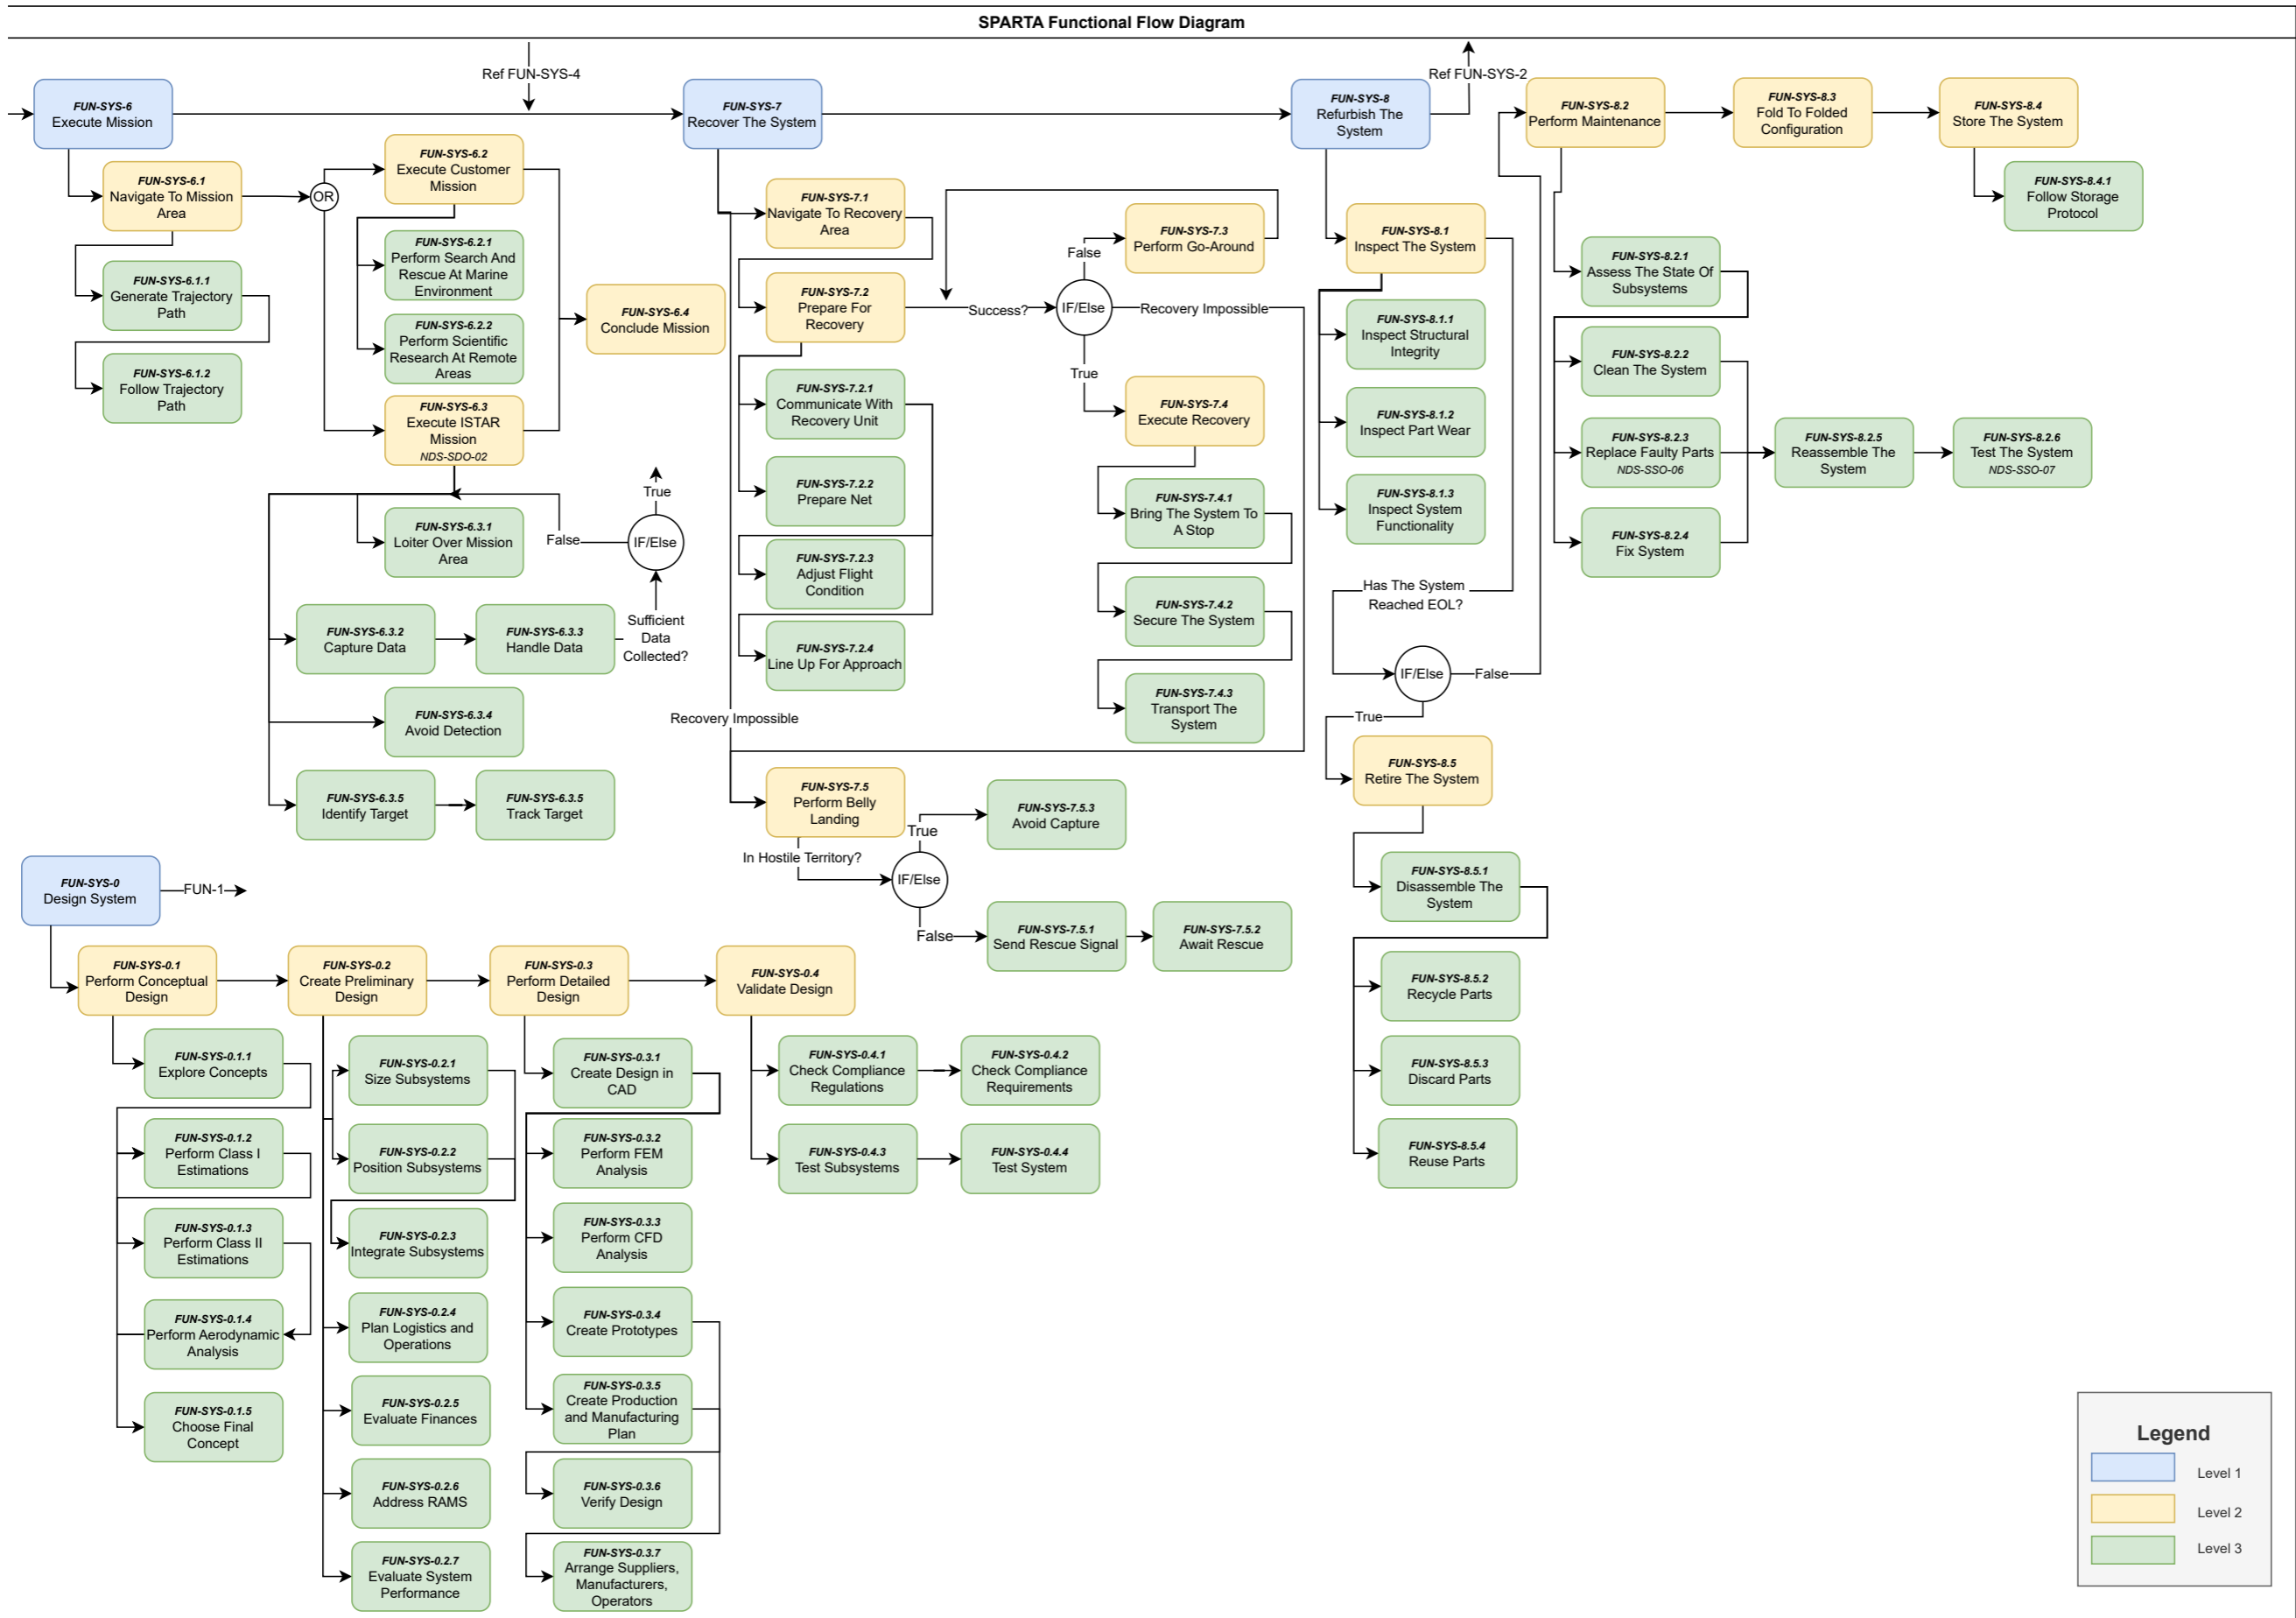 SPARTA Functional Flow Diagram
Ref FUN-SYS-4
Ref FUN-SYS-2
FUN-SYS-6
Execute Mission
FUN-SYS-6.1
Navigate To Mission
Area
FUN-SYS-6.1.1
Generate Trajectory
Path
FUN-SYS-6.1.2
Follow Trajectory
Path
OR
FUN-SYS-6.2
Execute Customer
Mission
FUN-SYS-6.2.1
Perform Search And
Rescue At Marine
Environment
FUN-SYS-6.2.2
Perform Scientific
Research At Remote
Areas
FUN-SYS-6.3
Execute ISTAR
Mission
NDS-SDO-02
FUN-SYS-6.4
Conclude Mission
FUN-SYS-6.3.1
Loiter Over Mission
Area
False
IF/Else
True
Sufficient
Data
Collected?
FUN-SYS-6.3.2
Capture Data
FUN-SYS-6.3.3
Handle Data
FUN-SYS-6.3.4
Avoid Detection
FUN-SYS-6.3.5
Identify Target
FUN-SYS-6.3.5
Track Target
FUN-SYS-7
Recover The System
FUN-SYS-7.1
Navigate To Recovery
Area
FUN-SYS-7.2
Prepare For
Recovery
FUN-SYS-7.2.1
Communicate With
Recovery Unit
FUN-SYS-7.2.2
Prepare Net
FUN-SYS-7.2.3
Adjust Flight
Condition
FUN-SYS-7.2.4
Line Up For Approach
Success?
IF/Else
False
True
Recovery Impossible
FUN-SYS-7.3
Perform Go-Around
FUN-SYS-7.4
Execute Recovery
FUN-SYS-7.4.1
Bring The System To
A Stop
FUN-SYS-7.4.2
Secure The System
FUN-SYS-7.4.3
Transport The
System
Recovery Impossible
FUN-SYS-7.5
Perform Belly
Landing
In Hostile Territory?
IF/Else
True
False
FUN-SYS-7.5.3
Avoid Capture
FUN-SYS-7.5.1
Send Rescue Signal
FUN-SYS-7.5.2
Await Rescue
FUN-SYS-8
Refurbish The
System
FUN-SYS-8.1
Inspect The System
FUN-SYS-8.1.1
Inspect Structural
Integrity
FUN-SYS-8.1.2
Inspect Part Wear
FUN-SYS-8.1.3
Inspect System
Functionality
Has The System
Reached EOL?
IF/Else
False
True
FUN-SYS-8.2
Perform Maintenance
FUN-SYS-8.3
Fold To Folded
Configuration
FUN-SYS-8.4
Store The System
FUN-SYS-8.4.1
Follow Storage
Protocol
FUN-SYS-8.2.1
Assess The State Of
Subsystems
FUN-SYS-8.2.2
Clean The System
FUN-SYS-8.2.3
Replace Faulty Parts
NDS-SSO-06
FUN-SYS-8.2.4
Fix System
FUN-SYS-8.2.5
Reassemble The
System
FUN-SYS-8.2.6
Test The System
NDS-SSO-07
FUN-SYS-8.5
Retire The System
FUN-SYS-8.5.1
Disassemble The
System
FUN-SYS-8.5.2
Recycle Parts
FUN-SYS-8.5.3
Discard Parts
FUN-SYS-8.5.4
Reuse Parts
FUN-SYS-0
Design System
FUN-1
FUN-SYS-0.1
Perform Conceptual
Design
FUN-SYS-0.1.1
Explore Concepts
FUN-SYS-0.1.2
Perform Class I
Estimations
FUN-SYS-0.1.3
Perform Class II
Estimations
FUN-SYS-0.1.4
Perform Aerodynamic
Analysis
FUN-SYS-0.1.5
Choose Final
Concept
FUN-SYS-0.2
Create Preliminary
Design
FUN-SYS-0.2.1
Size Subsystems
FUN-SYS-0.2.2
Position Subsystems
FUN-SYS-0.2.3
Integrate Subsystems
FUN-SYS-0.2.4
Plan Logistics and
Operations
FUN-SYS-0.2.5
Evaluate Finances
FUN-SYS-0.2.6
Address RAMS
FUN-SYS-0.2.7
Evaluate System
Performance
FUN-SYS-0.3
Perform Detailed
Design
FUN-SYS-0.3.1
Create Design in
CAD
FUN-SYS-0.3.2
Perform FEM
Analysis
FUN-SYS-0.3.3
Perform CFD
Analysis
FUN-SYS-0.3.4
Create Prototypes
FUN-SYS-0.3.5
Create Production
and Manufacturing
Plan
FUN-SYS-0.3.6
Verify Design
FUN-SYS-0.3.7
Arrange Suppliers,
Manufacturers,
Operators
FUN-SYS-0.4
Validate Design
FUN-SYS-0.4.1
Check Compliance
Regulations
FUN-SYS-0.4.2
Check Compliance
Requirements
FUN-SYS-0.4.3
Test Subsystems
FUN-SYS-0.4.4
Test System
Legend
Level 1
Level 2
Level 3